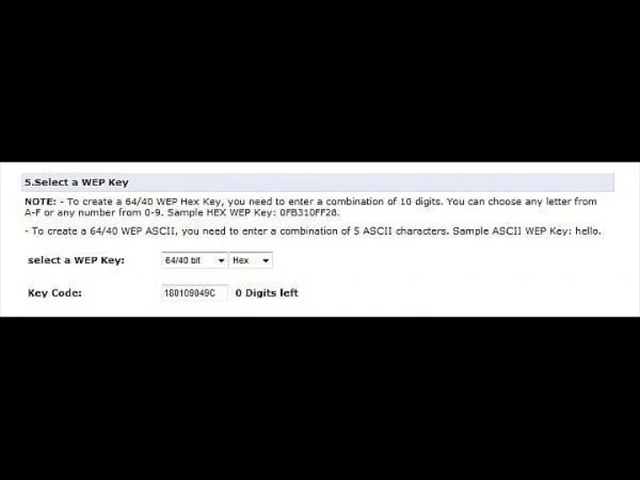 5.Select a WEP Key
NOTE: - To create a 64/40 WEP Hex Key, you need to enter a combination of 10 digits. You can choose any letter from
A-F or any number from 0-9. Sample HEX WEP Key: 0FB310FF28.
- To create a 64/40 WEP ASCII, you need to enter a combination of 5 ASCII characters. Sample ASCII WEP Key: hello.
select a WEP Key: 64/40 bit Hex
Key Code: 180109049C 0 Digits left